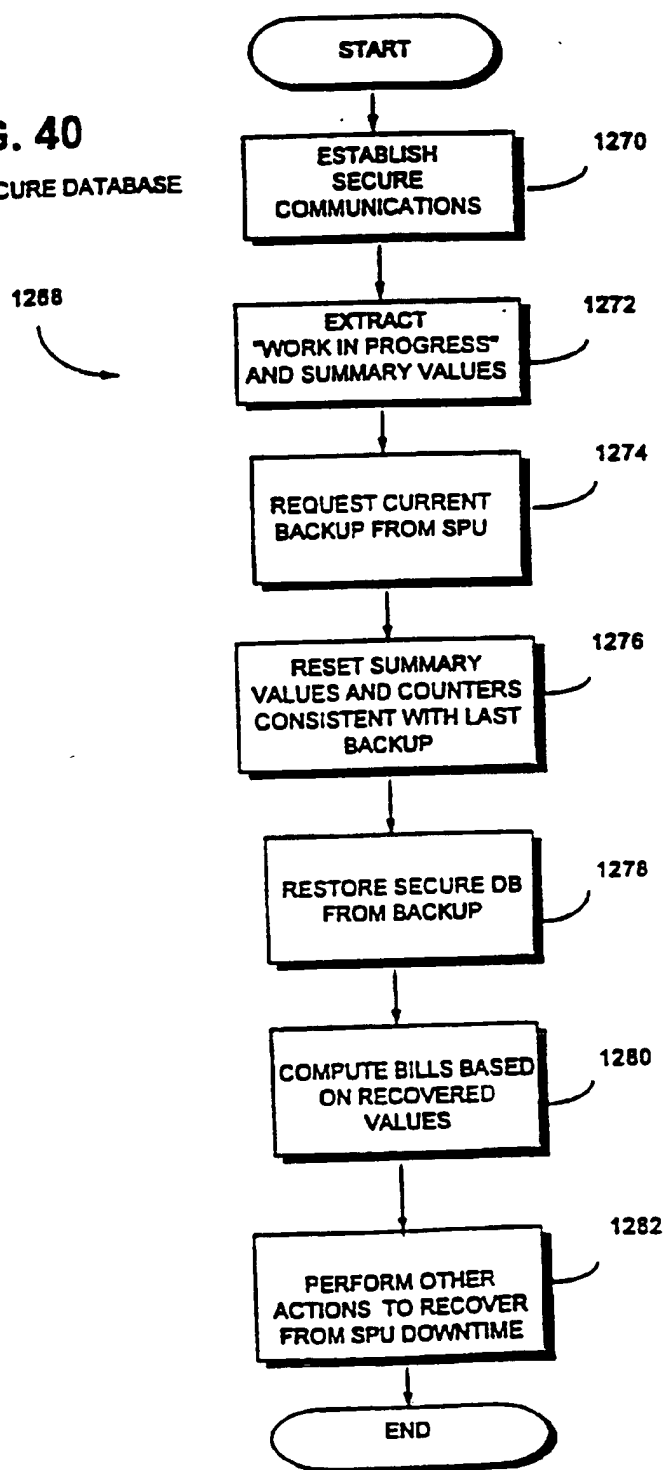 START
G. 40
CURE DATABASE
1268
1270
ESTABLISH
SECURE
COMMUNICATIONS
1272
EXTRACT
"WORK IN PROGRESS"
AND SUMMARY VALUES
1274
REQUEST CURRENT
BACKUP FROM SPU
1276
RESET SUMMARY
VALUES AND COUNTERS
CONSISTENT WITH LAST
BACKUP
1278
RESTORE SECURE DB
FROM BACKUP
1280
COMPUTE BILLS BASED
ON RECOVERED
VALUES
1282
PERFORM OTHER
ACTIONS TO RECOVER
FROM SPU DOWNTIME
END